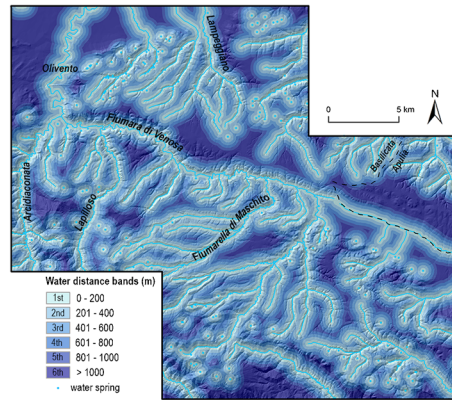 Lampeggiano
Olivento
N
0 5 km
Fiumara di Venosa
Basilicata
Apulia
Arcidiaconata
Lapilloso
Fiumarella di Maschito
Water distance bands (m)
1st 0 - 200
2nd 201 - 400
3rd 401 - 600
4th 601 - 800
5th 801 - 1000
6th > 1000
water spring